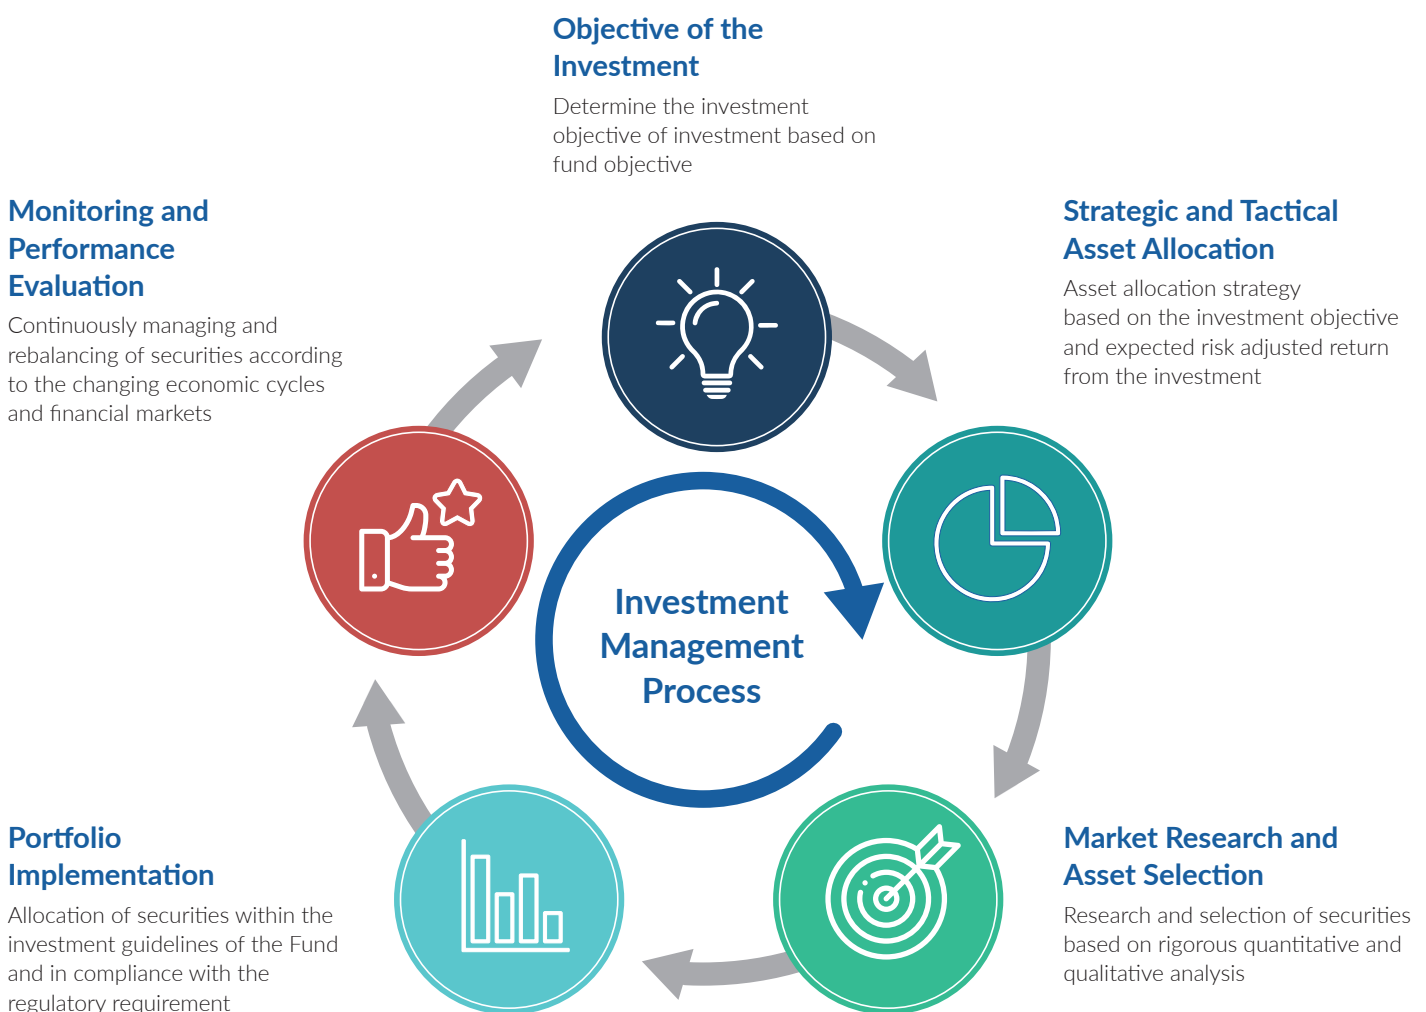 Objective of the
Investment
Determine the investment
objective of investment based on
fund objective
Strategic and Tactical
Asset Allocation
Asset allocation strategy
based on the investment objective
and expected risk adjusted return
from the investment
Market Research and
Asset Selection
Research and selection of securities
based on rigorous quantitative and
qualitative analysis
Portfolio
Implementation
Allocation of securities within the
investment guidelines of the Fund
and in compliance with the
regulatory requirement
Monitoring and
Performance
Evaluation
Continuously managing and
rebalancing of securities according
to the changing economic cycles
and financial markets
Investment
Management
Process